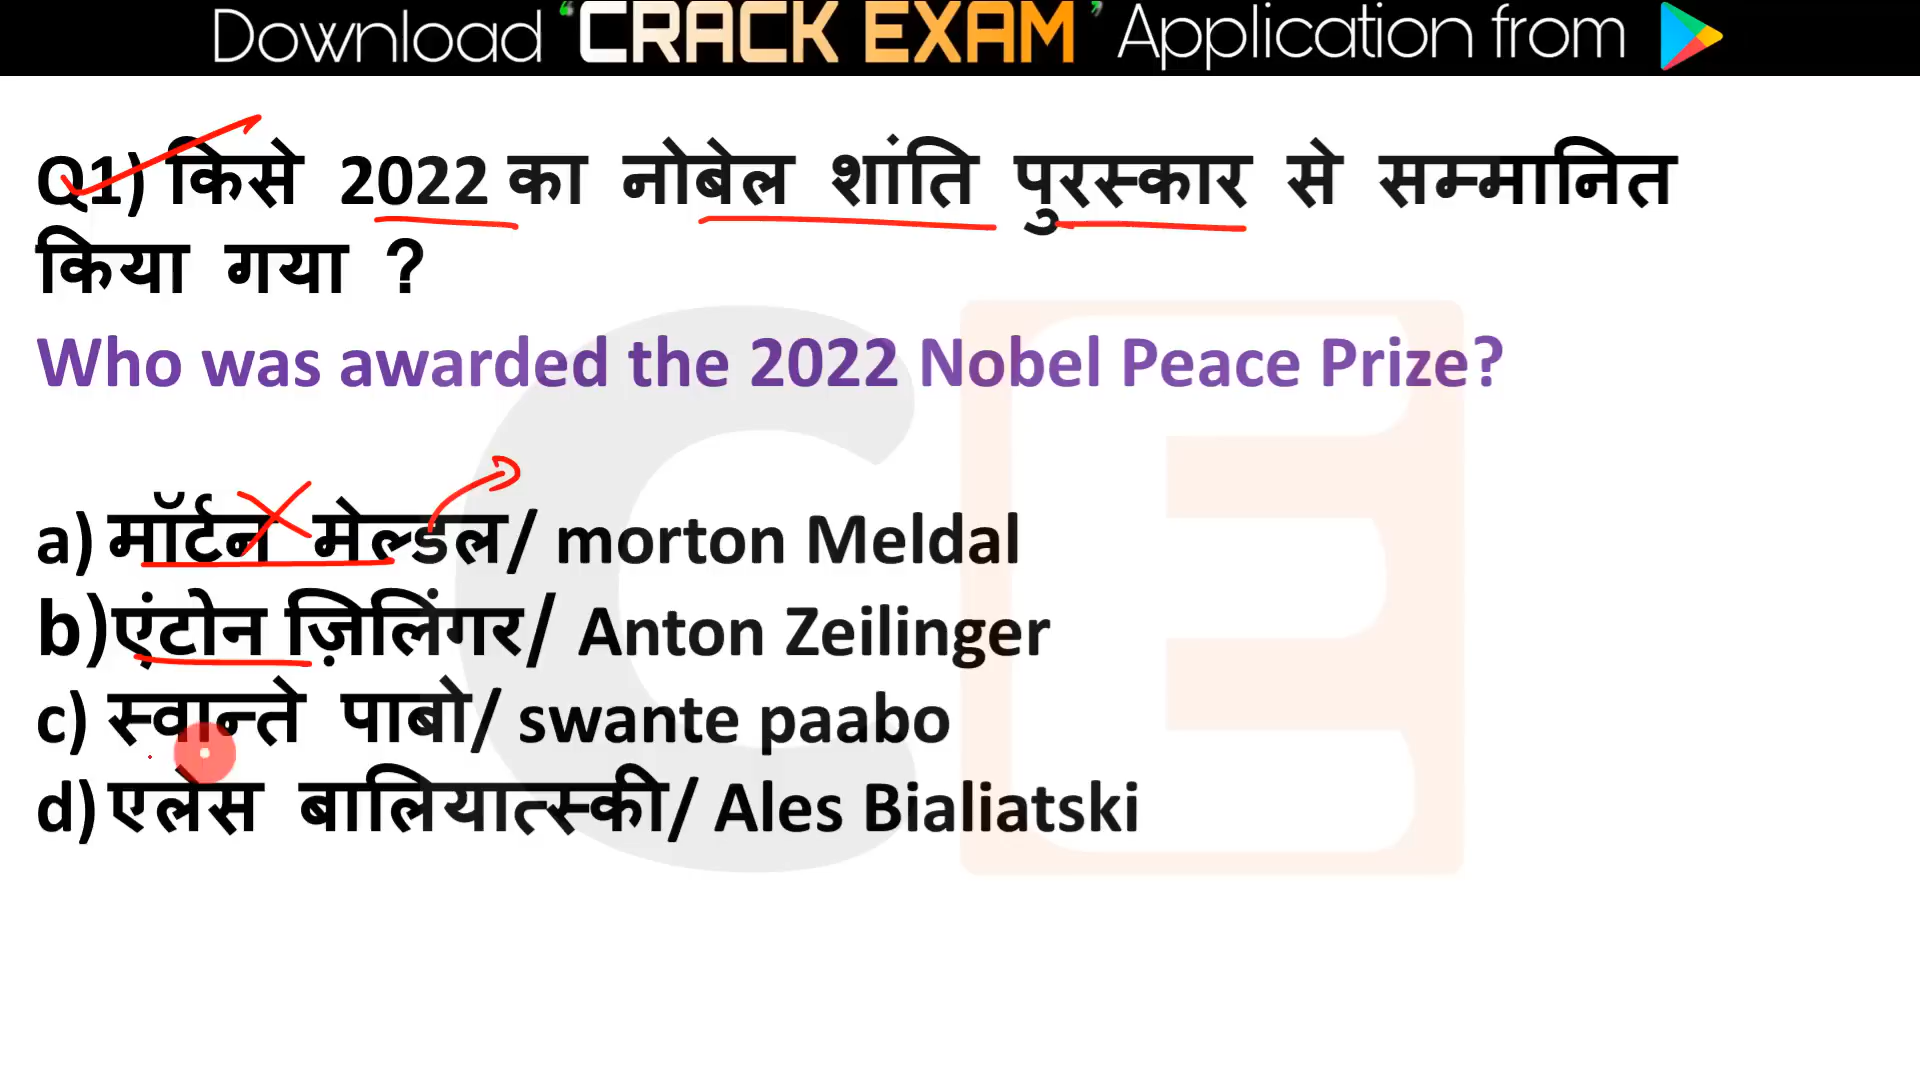 Download ‘CRACK EXAM’ Application from
Q1) किसे 2022 का नोबेल शांति पुरस्कार से सम्मानित
किया गया ?
Who was awarded the 2022 Nobel Peace Prize?
a) मॉर्टन मेल्डल/ morton Meldal
b)एंटोन ज़िलिंगर/ Anton Zeilinger
c) स्वान्ते पाबो/ swante paabo
d) एलेस बालियात्स्की/ Ales Bialiatski
CE